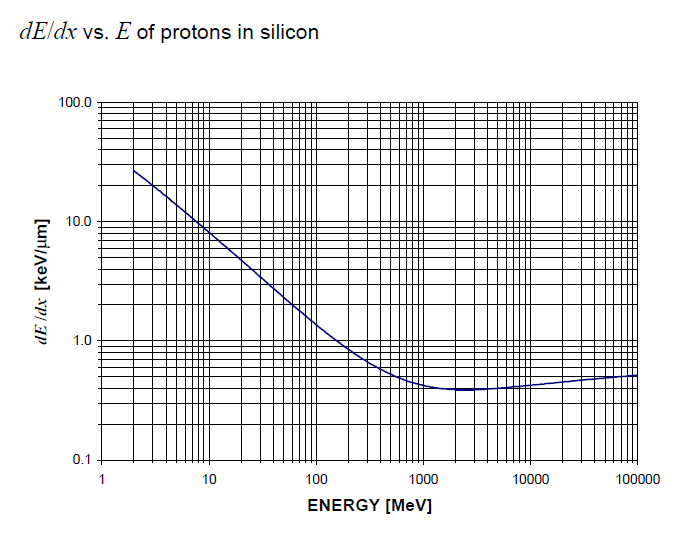 dE/dx vs. E of protons in silicon
100.0
10.0
1.0
0.1
dE/dx [keV/μm]
1 10 100 1000 10000 100000
ENERGY [MeV]